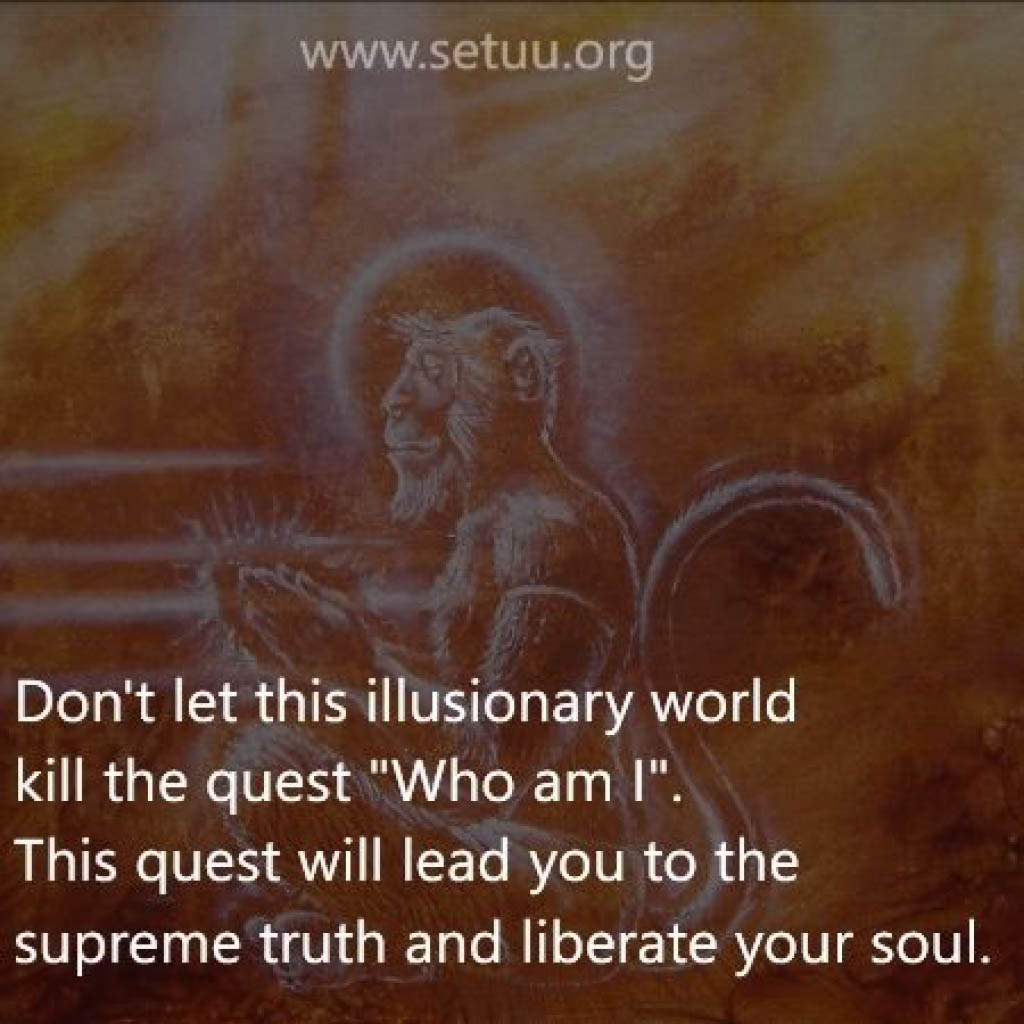 www.setuu.org
Don't let this illusionary world
kill the quest "Who am I".
This quest will lead you to the
supreme truth and liberate your soul.